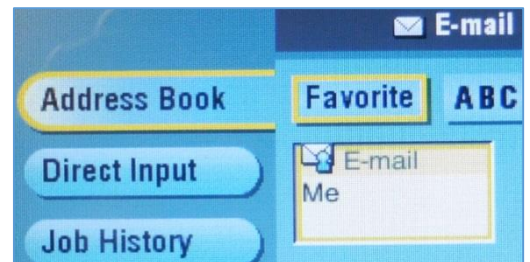 E-mail
Address Book
Favorite ABC
E-mail
Direct Input
Me
Job History